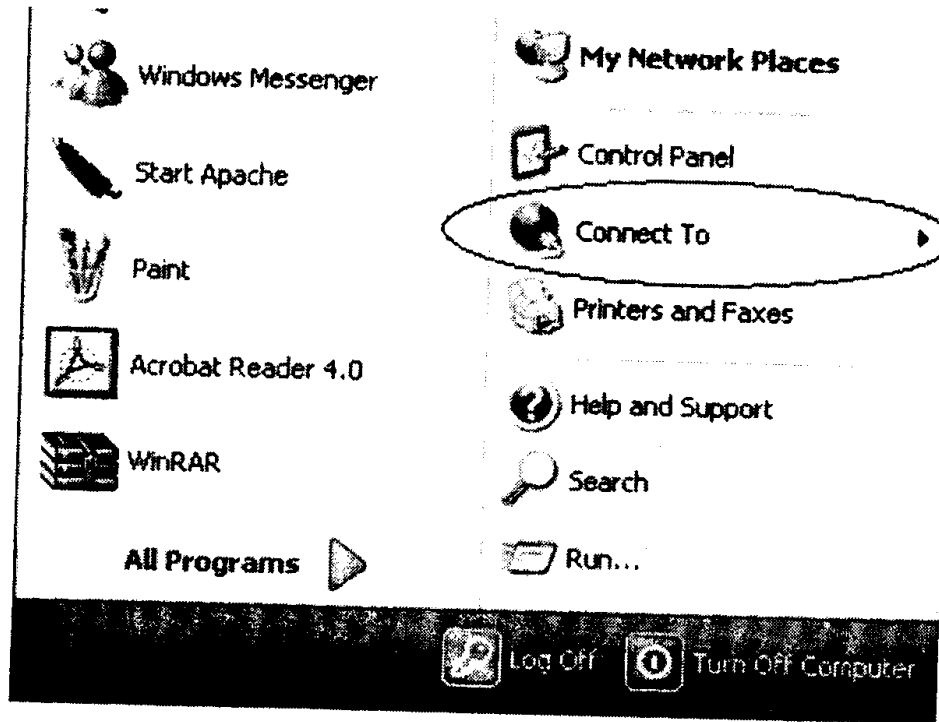 Windows Messenger
Start Apache
Paint
Acrobat Reader 4.0
WinRAR
All Programs
My Network Places
Control Panel
Connect To
Printers and Faxes
Help and Support
Search
Run...
Log Off
Turn Off Computer